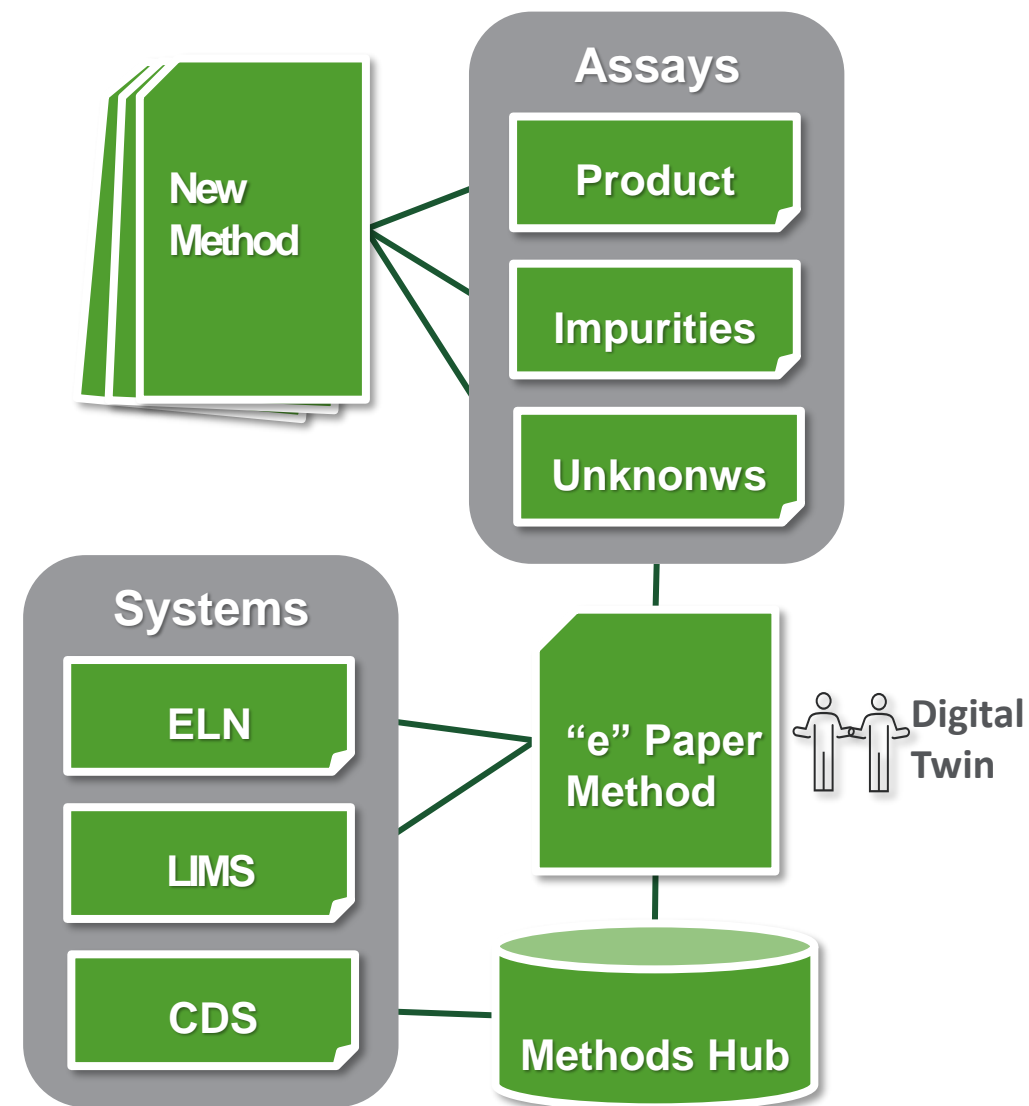 Assays
New
Method
Product
Impurities
Unknonws
Systems
ELN
LIMS
CDS
“e” Paper
Method
Digital
Twin
Methods Hub